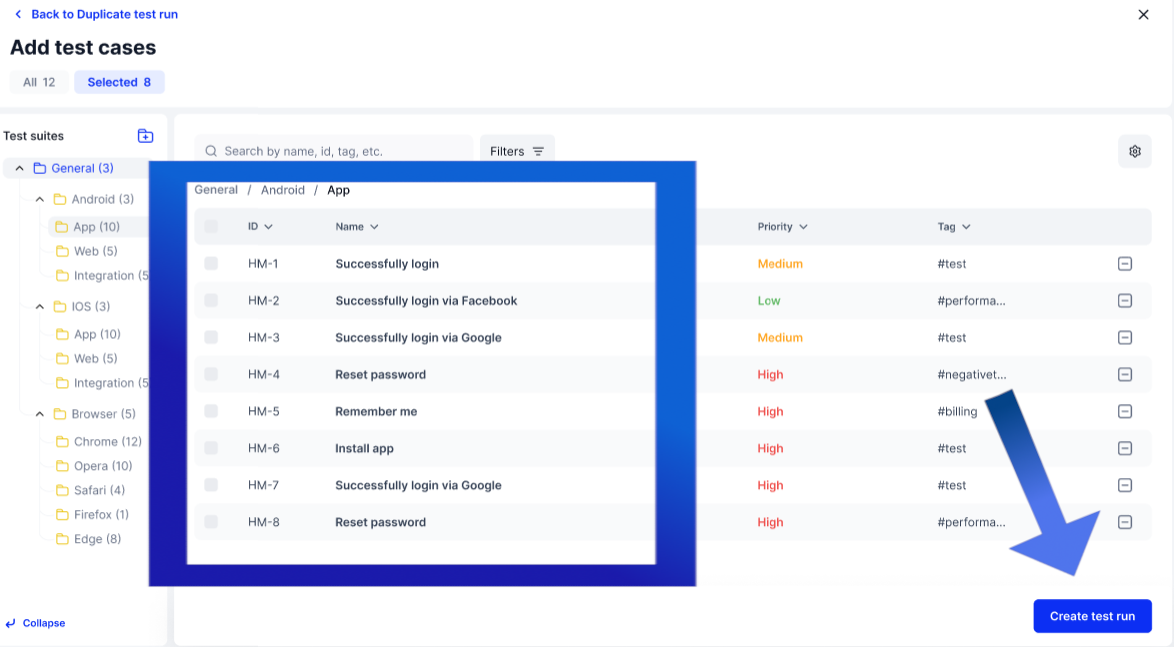 Back to Duplicate test run
Add test cases
All 12
Selected 8
Test suites
General (3)
Android (3)
App (10)
Web (5)
Integration (5
IOS (3)
App (10)
Web (5)
Integration (5
Browser (5)
Chrome (12)
Opera (10)
Safari (4)
Firefox (1)
Edge (8)
Collapse
Search by name, id, tag, etc.
Filters
General / Android / App
ID Name Priority Tag
HM-1 Successfully login Medium #test
HM-2 Successfully login via Facebook Low #performa...
HM-3 Successfully login via Google Medium #test
HM-4 Reset password High #negativet...
HM-5 Remember me High #billing
HM-6 Install app High #test
HM-7 Successfully login via Google High #test
HM-8 Reset password High #performa...
Create test run